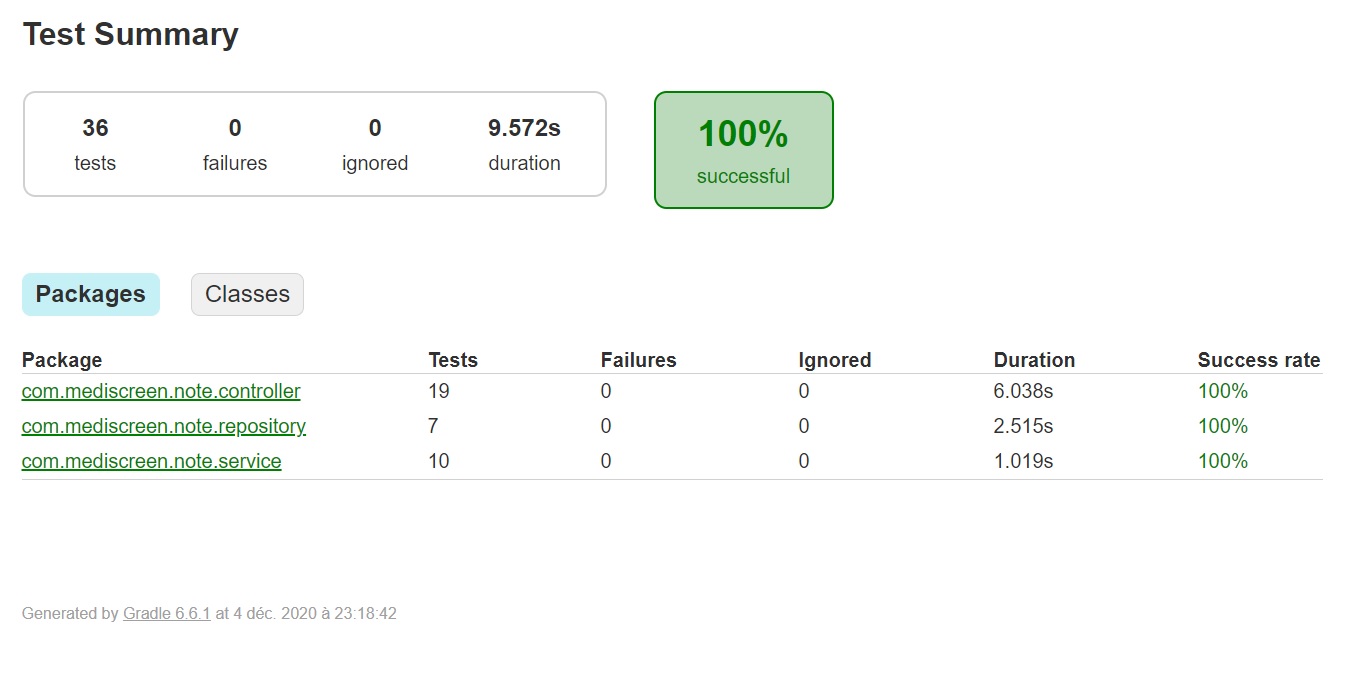 Test Summary
36 0 0 9.572s
tests failures ignored duration
100%
successful
Packages Classes
Package Tests Failures Ignored Duration Success rate
com.mediscreen.note.controller 19 0 0 6.038s 100%
com.mediscreen.note.repository 7 0 0 2.515s 100%
com.mediscreen.note.service 10 0 0 1.019s 100%
Generated by Gradle 6.6.1 at 4 déc. 2020 à 23:18:42